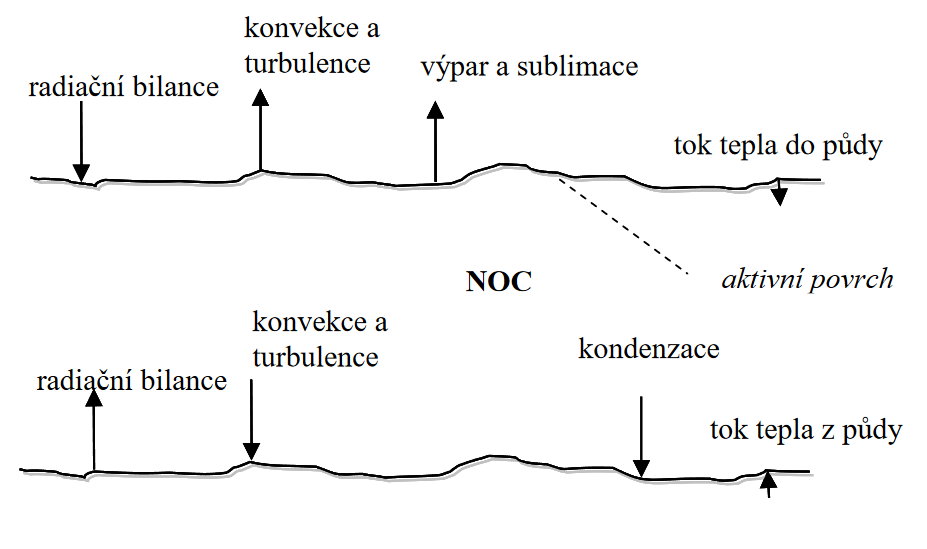 konvekce a
turbulence
výpar a sublimace
radiační bilance
tok tepla do půdy
aktivní povrch
NOC
konvekce a
turbulence
kondenzace
radiační bilance
tok tepla z půdy